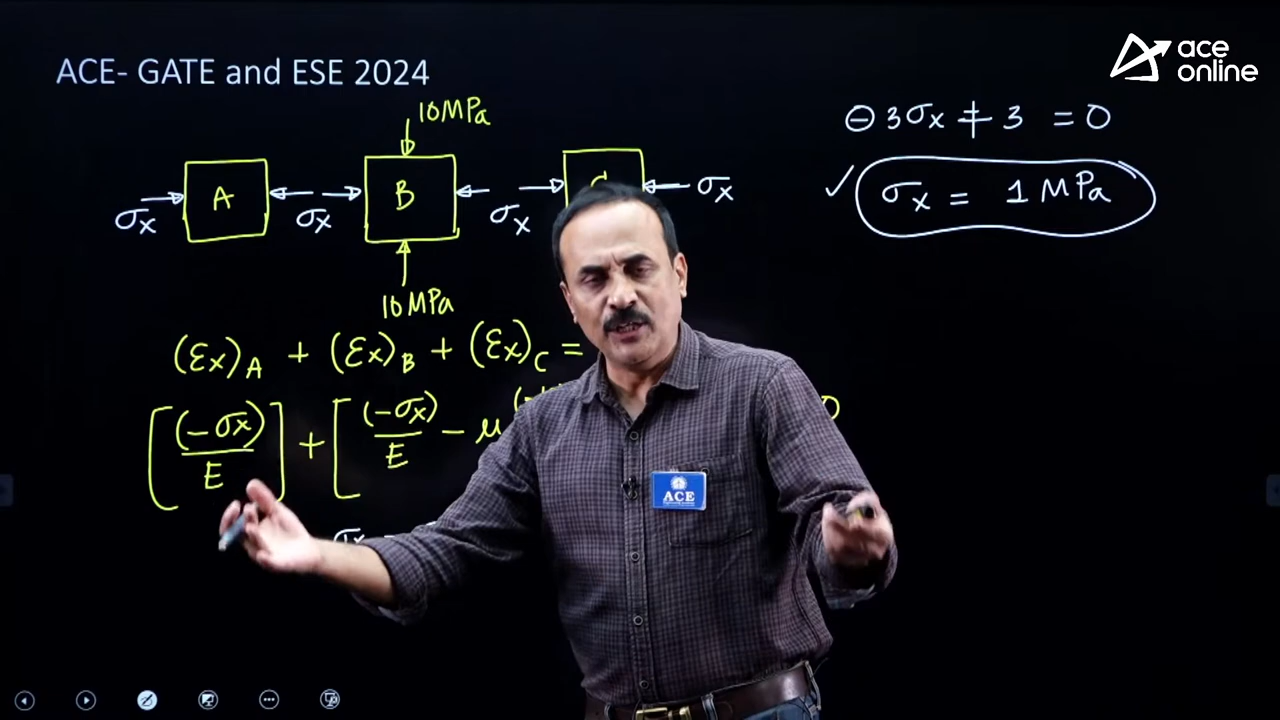 ACE- GATE and ESE 2024
ace
online
10MPa
A
B
σx
σx
σx
σx
10MPa
⊖ 3σx + 3 = 0
✓ σx = 1 MPa
(εx)A + (εx)B + (εx)C =
[(-σx)/E] + [(-σx)/E - μ
0
ACE